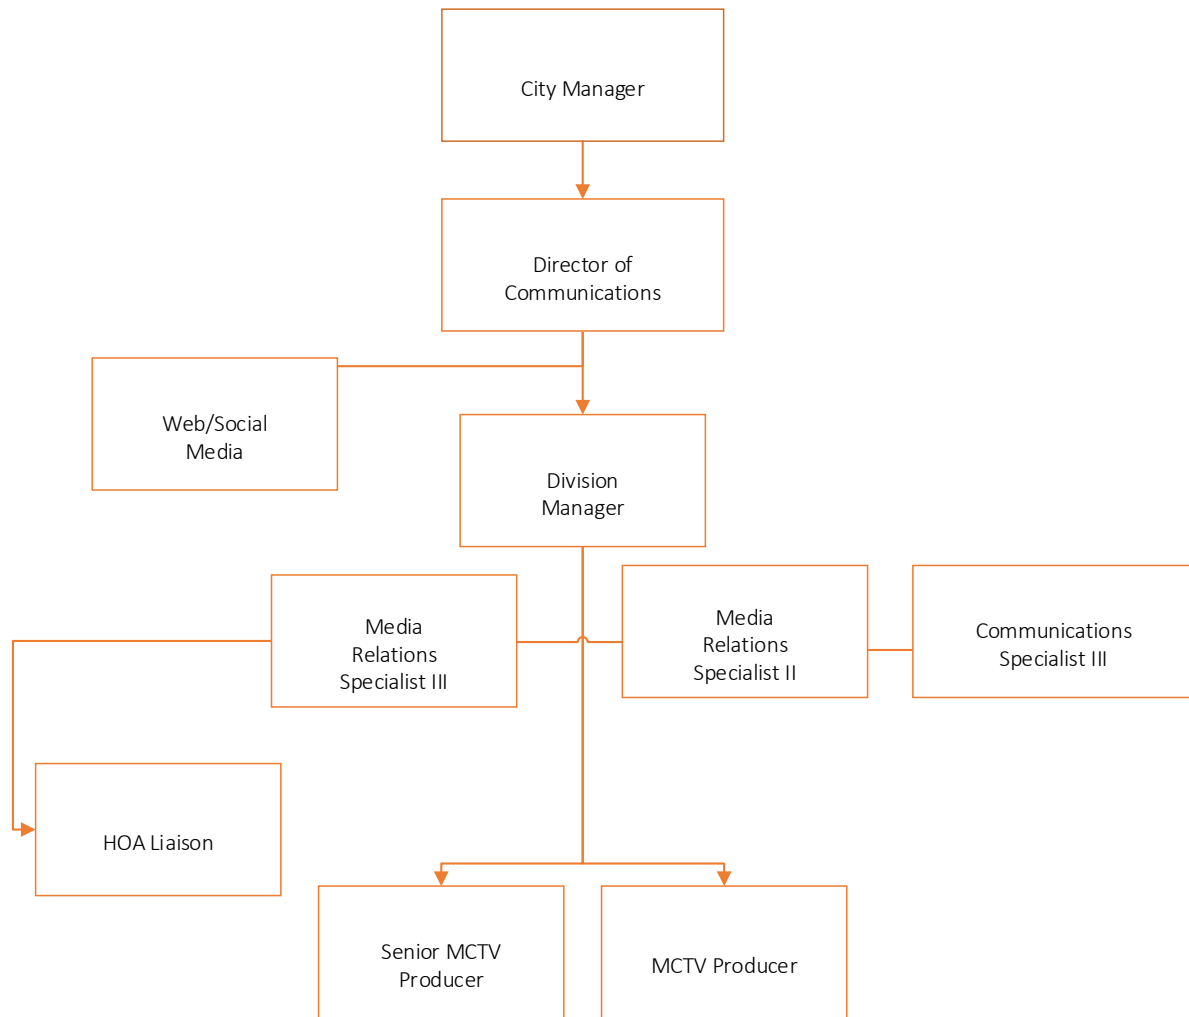 City Manager
Director of
Communications
Web/Social
Media
Division
Manager
Media
Relations
Specialist III
Media
Relations
Specialist II
Communications
Specialist III
HOA Liaison
Senior MCTV
Producer
MCTV Producer